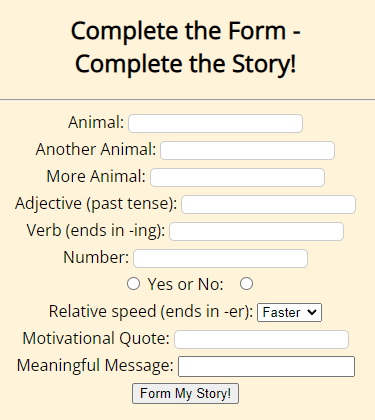 Complete the Form -
Complete the Story!
Animal:
Another Animal:
More Animal:
Adjective (past tense):
Verb (ends in -ing):
Number:
Yes or No:
Relative speed (ends in -er): Faster
Motivational Quote:
Meaningful Message:
Form My Story!